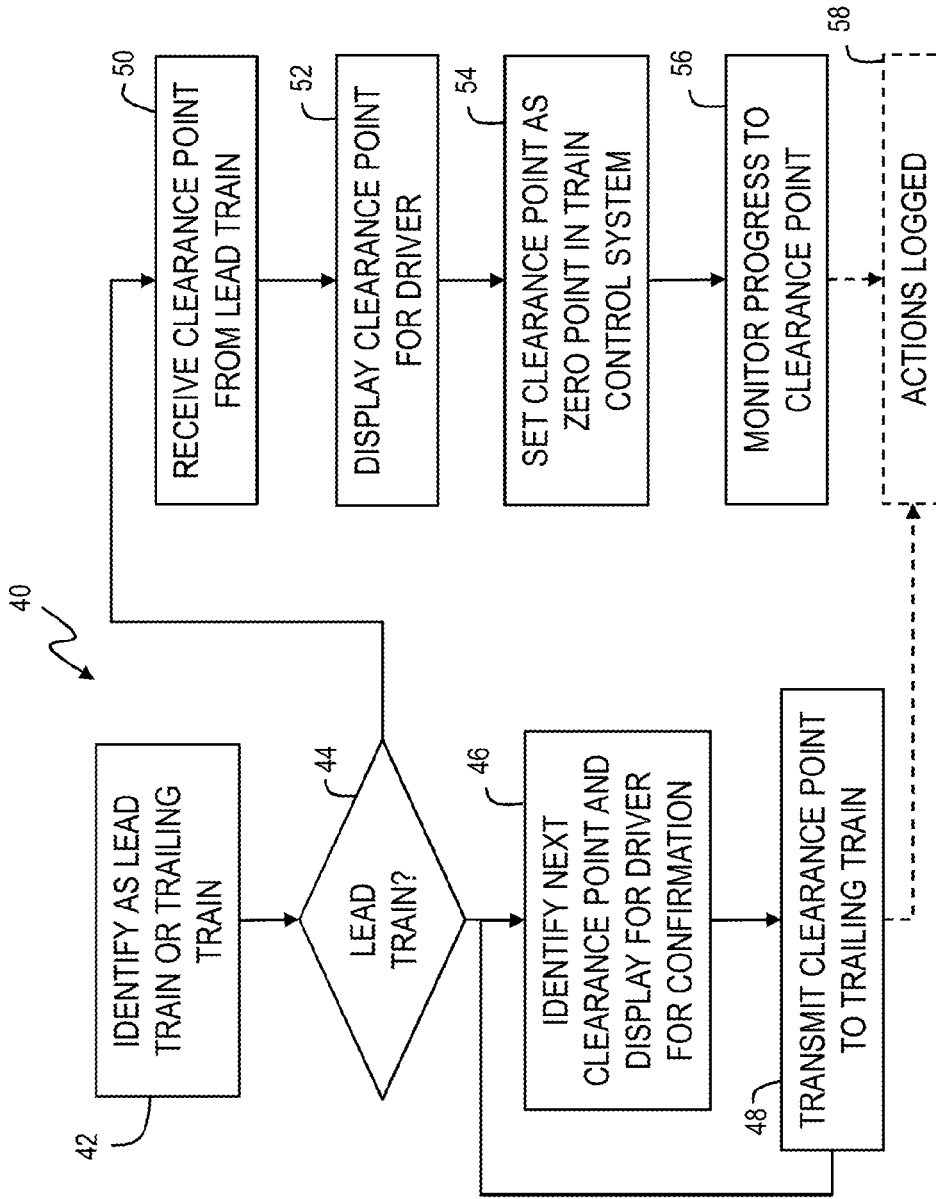 40
42
IDENTIFY AS LEAD
TRAIN OR TRAILING
TRAIN
44
LEAD
TRAIN?
46
IDENTIFY NEXT
CLEARANCE POINT AND
DISPLAY FOR DRIVER
FOR CONFIRMATION
48
TRANSMIT CLEARANCE POINT
TO TRAILING TRAIN
50
RECEIVE CLEARANCE POINT
FROM LEAD TRAIN
52
DISPLAY CLEARANCE POINT
FOR DRIVER
54
SET CLEARANCE POINT AS
ZERO POINT IN TRAIN
CONTROL SYSTEM
56
MONITOR PROGRESS TO
CLEARANCE POINT
58
ACTIONS LOGGED